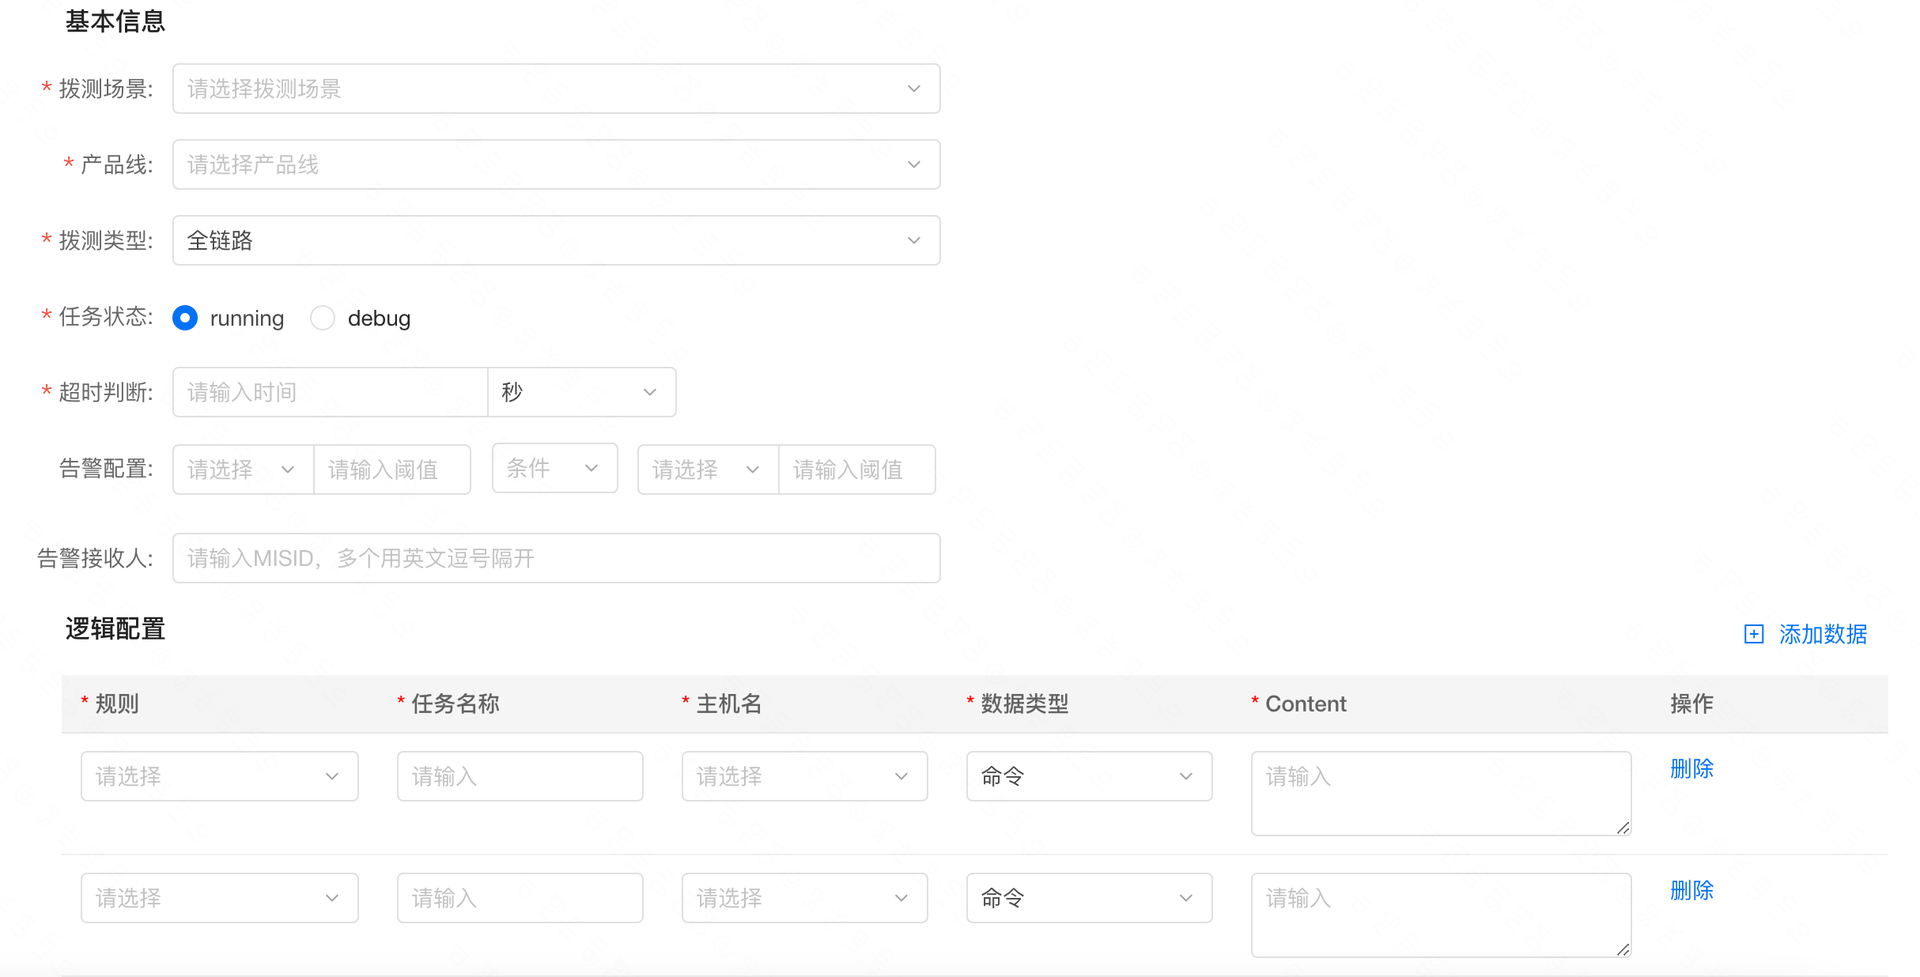 基本信息
* 拨测场景: 请选择拨测场景
* 产品线: 请选择产品线
* 拨测类型: 全链路
* 任务状态: running debug
* 超时判断: 请输入时间 秒
告警配置: 请选择 请输入阈值 条件 请选择 请输入阈值
告警接收人: 请输入MISID，多个用英文逗号隔开
逻辑配置
添加数据
* 规则 * 任务名称 * 主机名 * 数据类型 * Content 操作
请选择 请输入 请选择 命令 请输入 删除
请选择 请输入 请选择 命令 请输入 删除